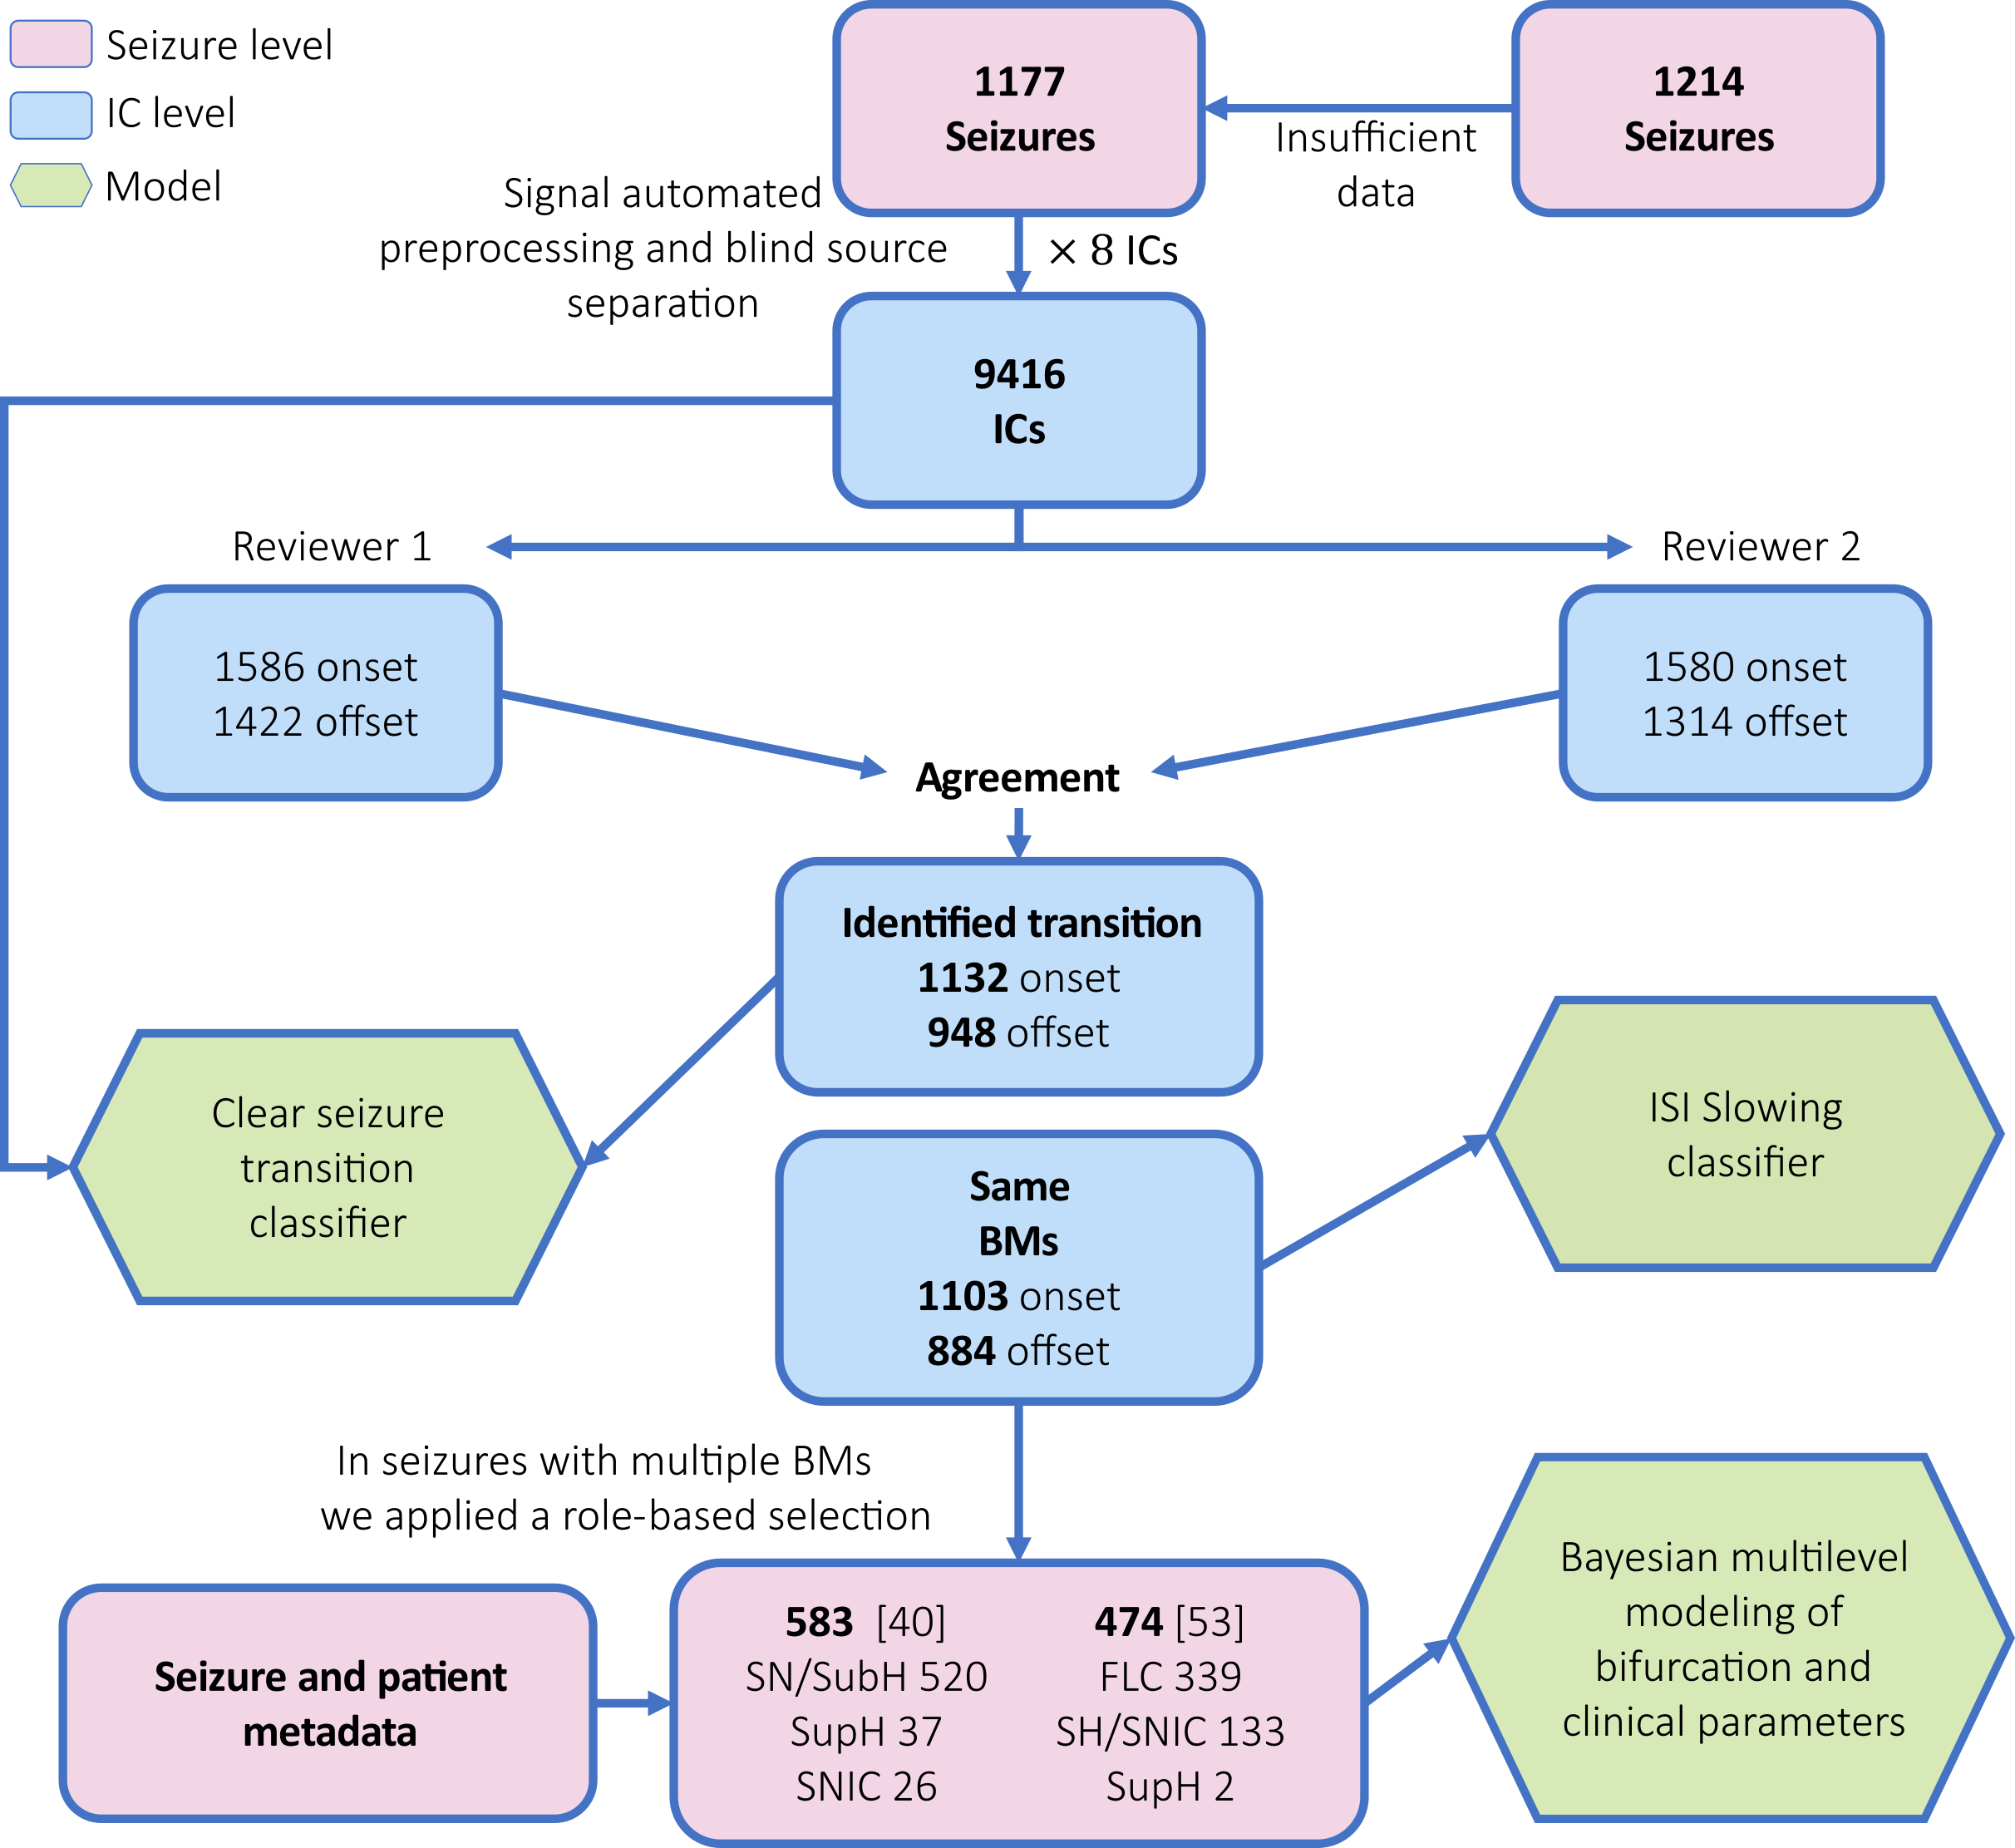 Seizure level
IC level
Model
1177
Seizures
1214
Seizures
Insufficient
data
Signal automated
preprocessing and blind source
separation
× 8 ICs
9416
ICs
Reviewer 1
Reviewer 2
1586 onset
1422 offset
1580 onset
1314 offset
Agreement
Identified transition
1132 onset
948 offset
Clear seizure
transition
classifier
ISI Slowing
classifier
Same
BMs
1103 onset
884 offset
In seizures with multiple BMs
we applied a role-based selection
Seizure and patient
metadata
583 [40]
SN/SubH 520
SupH 37
SNIC 26
474 [53]
FLC 339
SH/SNIC 133
SupH 2
Bayesian multilevel
modeling of
bifurcation and
clinical parameters